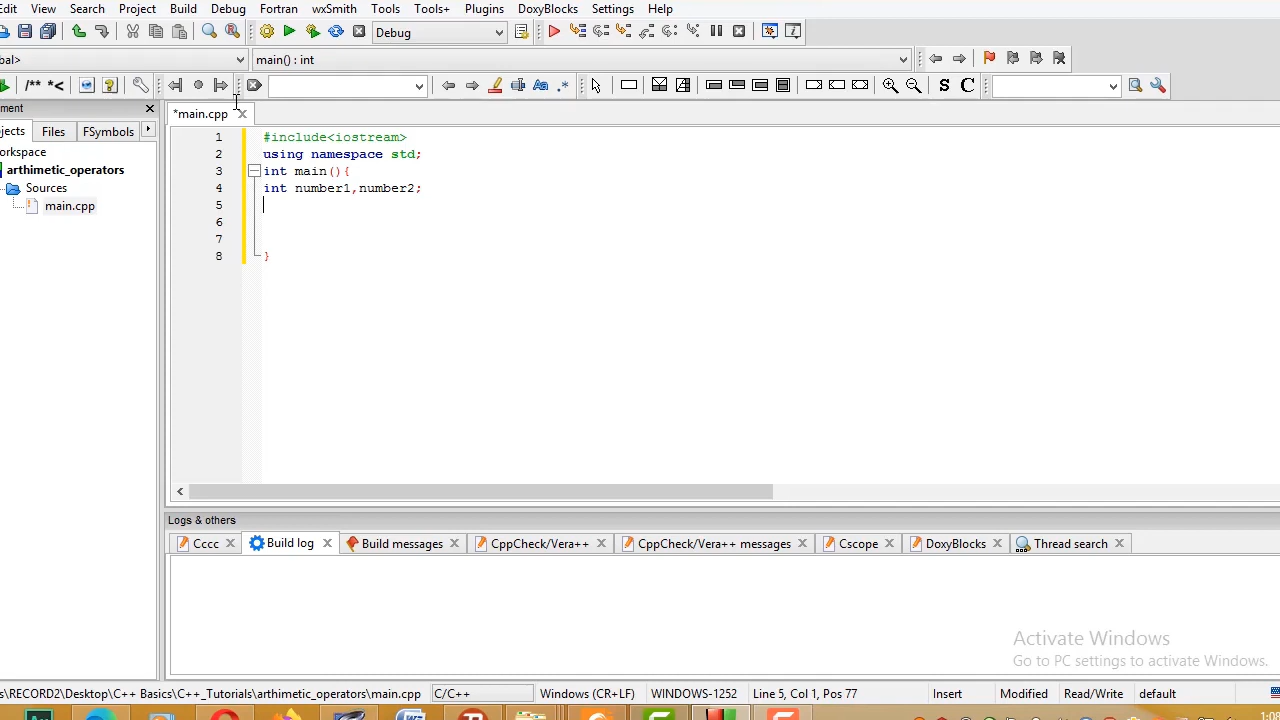 Edit View Search Project Build Debug Fortran wxSmith Tools Tools+ Plugins DoxyBlocks Settings Help
Debug
bal> main() : int
/** *< Aa .* S C
ment
ojects Files FSymbols
*main.cpp
orkspace
arthimetic_operators
Sources
main.cpp
1 #include<iostream>
2 using namespace std;
3 int main(){
4 int number1,number2;
5
6
7
8 }
Logs & others
Cccc Build log Build messages CppCheck/Vera++ CppCheck/Vera++ messages Cscope DoxyBlocks Thread search
Activate Windows
Go to PC settings to activate Windows.
s\RECORD2\Desktop\C++ Basics\C++_Tutorials\arthimetic_operators\main.cpp C/C++ Windows (CR+LF) WINDOWS-1252 Line 5, Col 1, Pos 77 Insert Modified Read/Write default